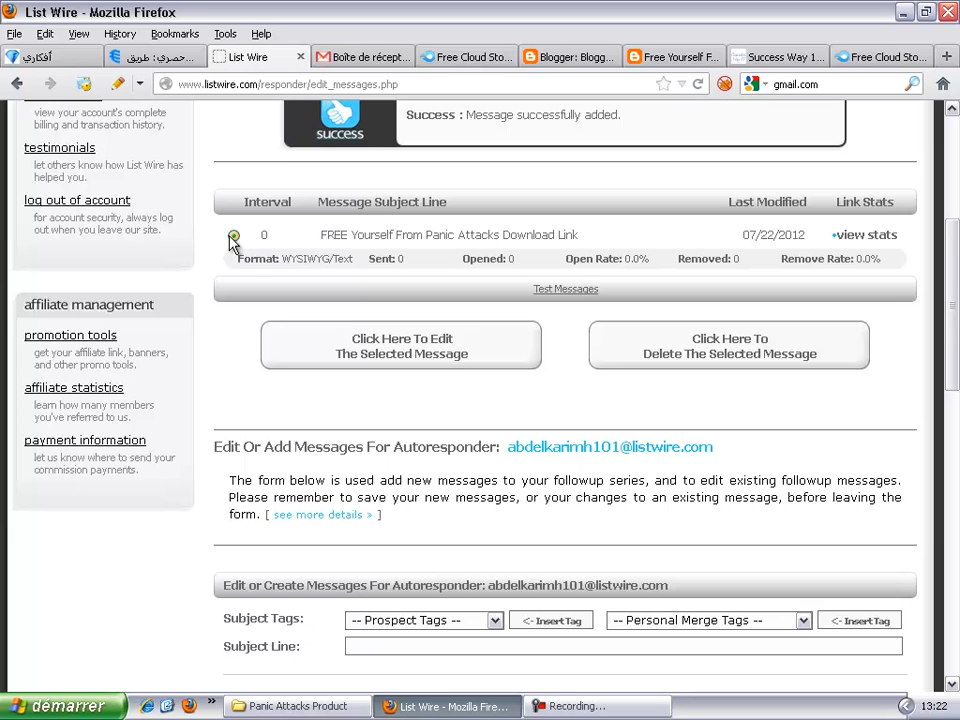 List Wire - Mozilla Firefox
File Edit View History Bookmarks Tools Help
أفكاري
حصري: طريق...
List Wire
Boîte de récept...
Free Cloud Sto...
Blogger: Blogg...
Free Yourself F...
Success Way 1...
Free Cloud Sto...
www.listwire.com/responder/edit_messages.php
gmail.com
view your account's complete
billing and transaction history.
testimonials
let others know how List Wire has
helped you.
log out of account
for account security, always log
out when you leave our site.
affiliate management
promotion tools
get your affiliate link, banners,
and other promo tools.
affiliate statistics
learn how many members
you've referred to us.
payment information
let us know where to send your
commission payments.
success
Success : Message successfully added.
Interval Message Subject Line Last Modified Link Stats
0 FREE Yourself From Panic Attacks Download Link 07/22/2012 •view stats
Format: WYSIWYG/Text Sent: 0 Opened: 0 Open Rate: 0.0% Removed: 0 Remove Rate: 0.0%
Test Messages
Click Here To Edit
The Selected Message
Click Here To
Delete The Selected Message
Edit Or Add Messages For Autoresponder: abdelkarimh101@listwire.com
The form below is used add new messages to your followup series, and to edit existing followup messages.
Please remember to save your new messages, or your changes to an existing message, before leaving the
form. [ see more details » ]
Edit or Create Messages For Autoresponder: abdelkarimh101@listwire.com
Subject Tags: -- Prospect Tags -- <- Insert Tag -- Personal Merge Tags -- <- Insert Tag
Subject Line:
démarrer
Panic Attacks Product
List Wire - Mozilla Fire...
Recording...
13:22